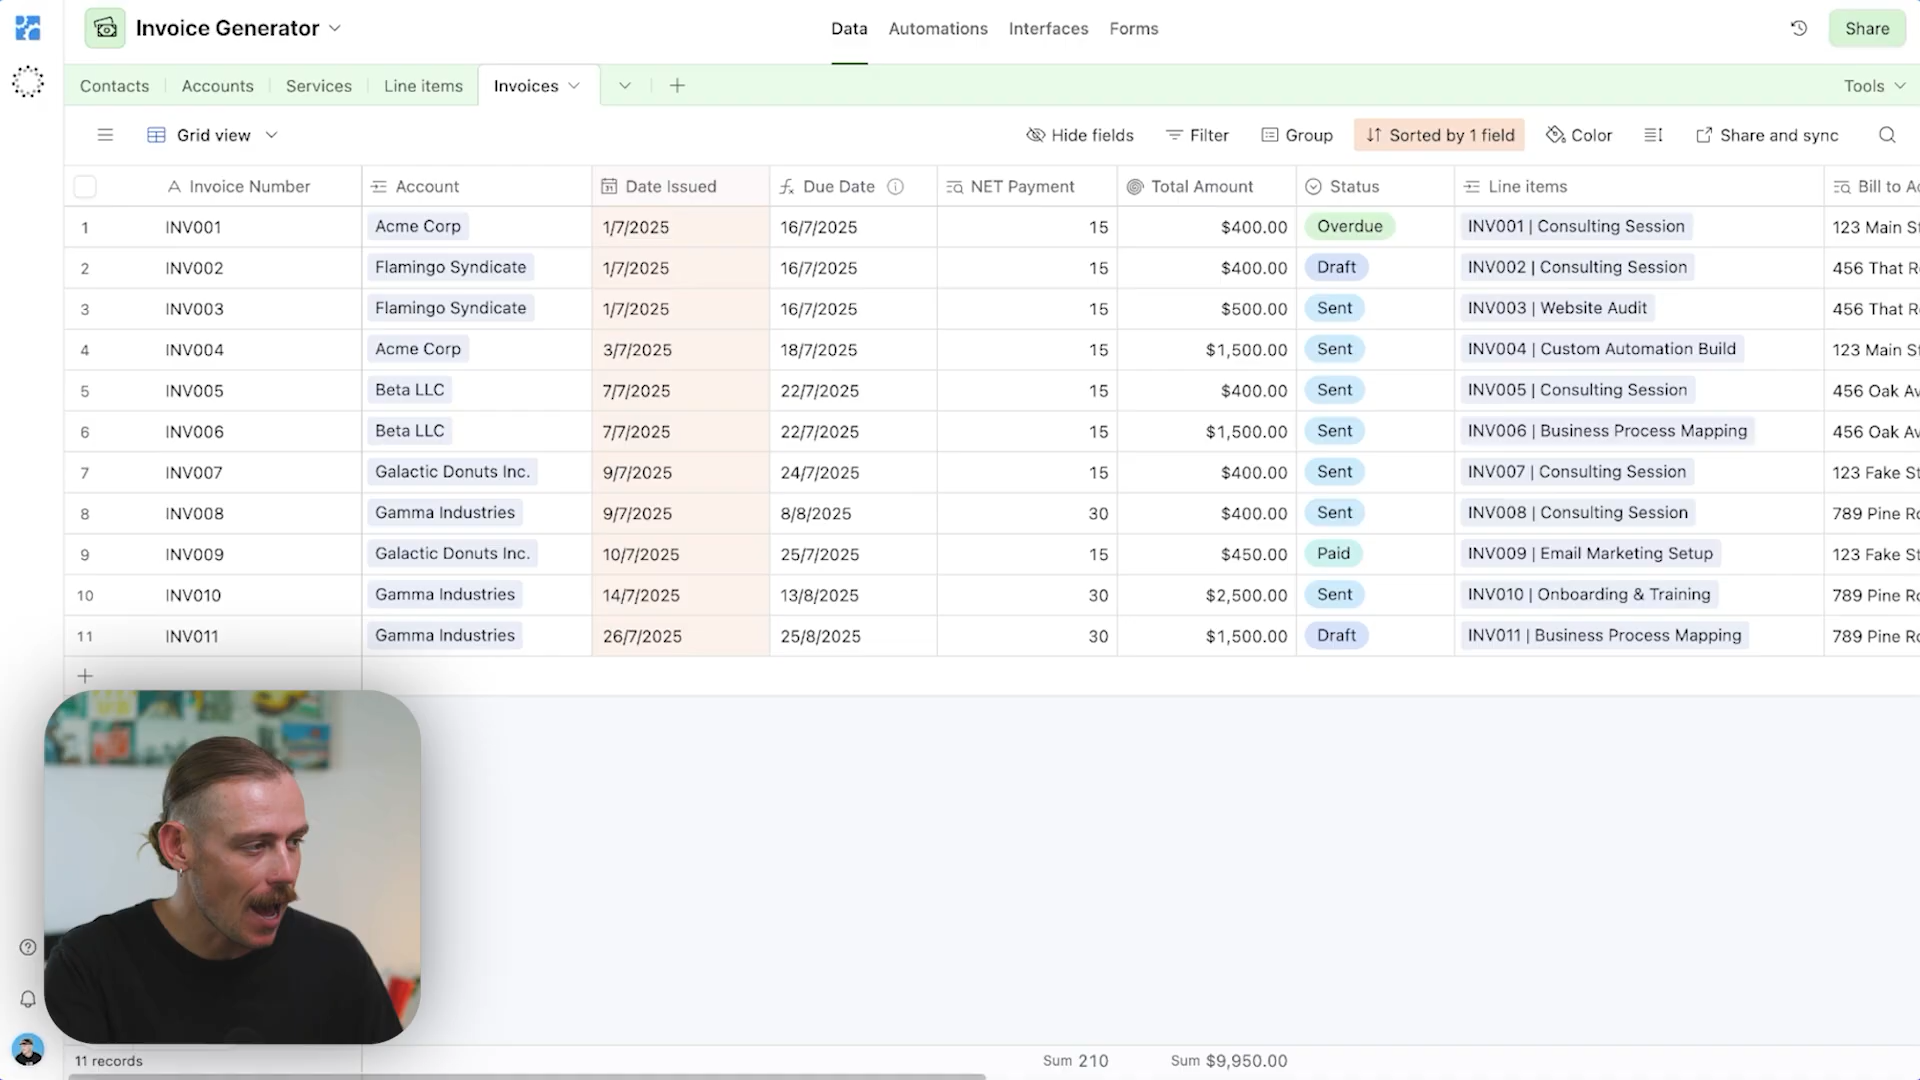 Invoice Generator
Data Automations Interfaces Forms
Share
Contacts Accounts Services Line items Invoices
Tools
Grid view
Hide fields Filter Group Sorted by 1 field Color Share and sync
Invoice Number Account Date Issued Due Date NET Payment Total Amount Status Line items Bill to Ac
1 INV001 Acme Corp 1/7/2025 16/7/2025 15 $400.00 Overdue INV001 | Consulting Session 123 Main St
2 INV002 Flamingo Syndicate 1/7/2025 16/7/2025 15 $400.00 Draft INV002 | Consulting Session 456 That R
3 INV003 Flamingo Syndicate 1/7/2025 16/7/2025 15 $500.00 Sent INV003 | Website Audit 456 That R
4 INV004 Acme Corp 3/7/2025 18/7/2025 15 $1,500.00 Sent INV004 | Custom Automation Build 123 Main St
5 INV005 Beta LLC 7/7/2025 22/7/2025 15 $400.00 Sent INV005 | Consulting Session 456 Oak Av
6 INV006 Beta LLC 7/7/2025 22/7/2025 15 $1,500.00 Sent INV006 | Business Process Mapping 456 Oak Av
7 INV007 Galactic Donuts Inc. 9/7/2025 24/7/2025 15 $400.00 Sent INV007 | Consulting Session 123 Fake St
8 INV008 Gamma Industries 9/7/2025 8/8/2025 30 $400.00 Sent INV008 | Consulting Session 789 Pine Ro
9 INV009 Galactic Donuts Inc. 10/7/2025 25/7/2025 15 $450.00 Paid INV009 | Email Marketing Setup 123 Fake St
10 INV010 Gamma Industries 14/7/2025 13/8/2025 30 $2,500.00 Sent INV010 | Onboarding & Training 789 Pine Ro
11 INV011 Gamma Industries 26/7/2025 25/8/2025 30 $1,500.00 Draft INV011 | Business Process Mapping 789 Pine Ro
11 records Sum 210 Sum $9,950.00